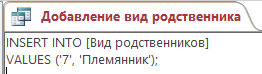 Добавление вид родственника
INSERT INTO [Вид родственников]
VALUES ('7', 'Племянник');